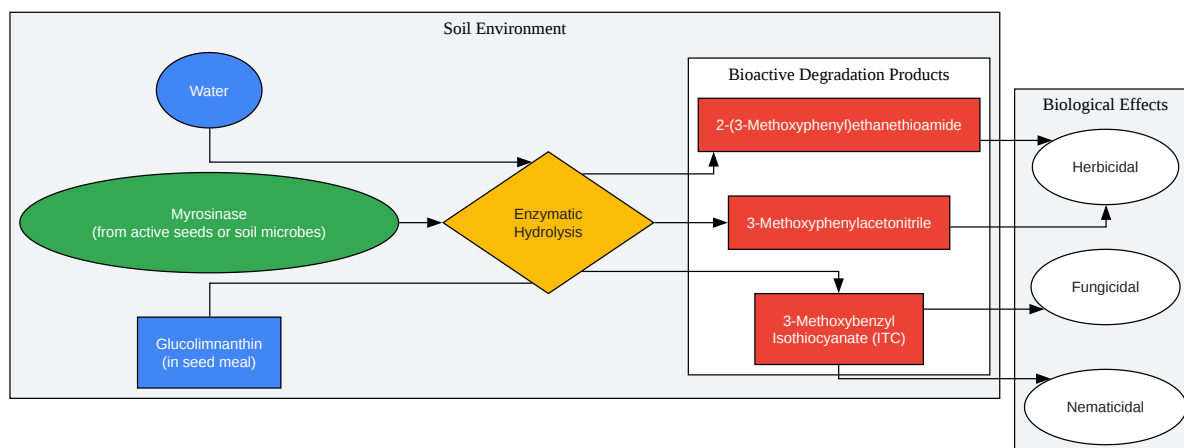 Soil Environment
Water
Myrosinase
(from active seeds or soil microbes)
Glucolimnanthin
(in seed meal)
Enzymatic
Hydrolysis
Bioactive Degradation Products
2-(3-Methoxyphenyl)ethanethioamide
3-Methoxyphenylacetonitrile
3-Methoxybenzyl
Isothiocyanate (ITC)
Biological Effects
Herbicidal
Fungicidal
Nematicidal